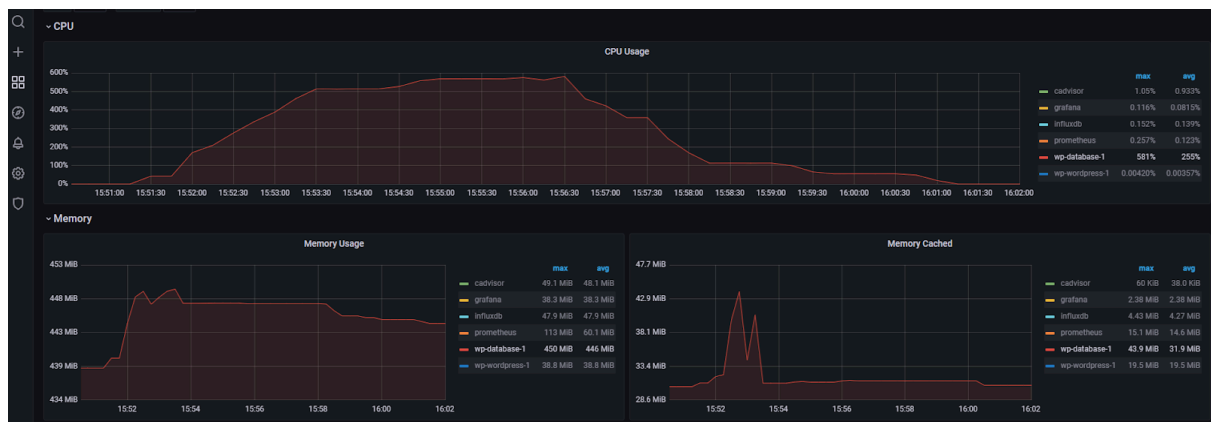 CPU
CPU Usage
600%
500%
400%
300%
200%
100%
0%
15:51:00 15:51:30 15:52:00 15:52:30 15:53:00 15:53:30 15:54:00 15:54:30 15:55:00 15:55:30 15:56:00 15:56:30 15:57:00 15:57:30 15:58:00 15:58:30 15:59:00 15:59:30 16:00:00 16:00:30 16:01:00 16:01:30 16:02:00
max avg
cadvisor 1.05% 0.933%
grafana 0.116% 0.0815%
influxdb 0.152% 0.139%
prometheus 0.257% 0.123%
wp-database-1 581% 255%
wp-wordpress-1 0.00420% 0.00357%
Memory
Memory Usage
453 MiB
448 MiB
443 MiB
439 MiB
434 MiB
15:52 15:54 15:56 15:58 16:00 16:02
max avg
cadvisor 49.1 MiB 48.1 MiB
grafana 38.3 MiB 38.3 MiB
influxdb 47.9 MiB 47.9 MiB
prometheus 113 MiB 60.1 MiB
wp-database-1 450 MiB 446 MiB
wp-wordpress-1 38.8 MiB 38.8 MiB
Memory Cached
47.7 MiB
42.9 MiB
38.1 MiB
33.4 MiB
28.6 MiB
15:52 15:54 15:56 15:58 16:00 16:02
max avg
cadvisor 60 KiB 38.0 KiB
grafana 2.38 MiB 2.38 MiB
influxdb 4.43 MiB 4.27 MiB
prometheus 15.1 MiB 14.6 MiB
wp-database-1 43.9 MiB 31.9 MiB
wp-wordpress-1 19.5 MiB 19.5 MiB